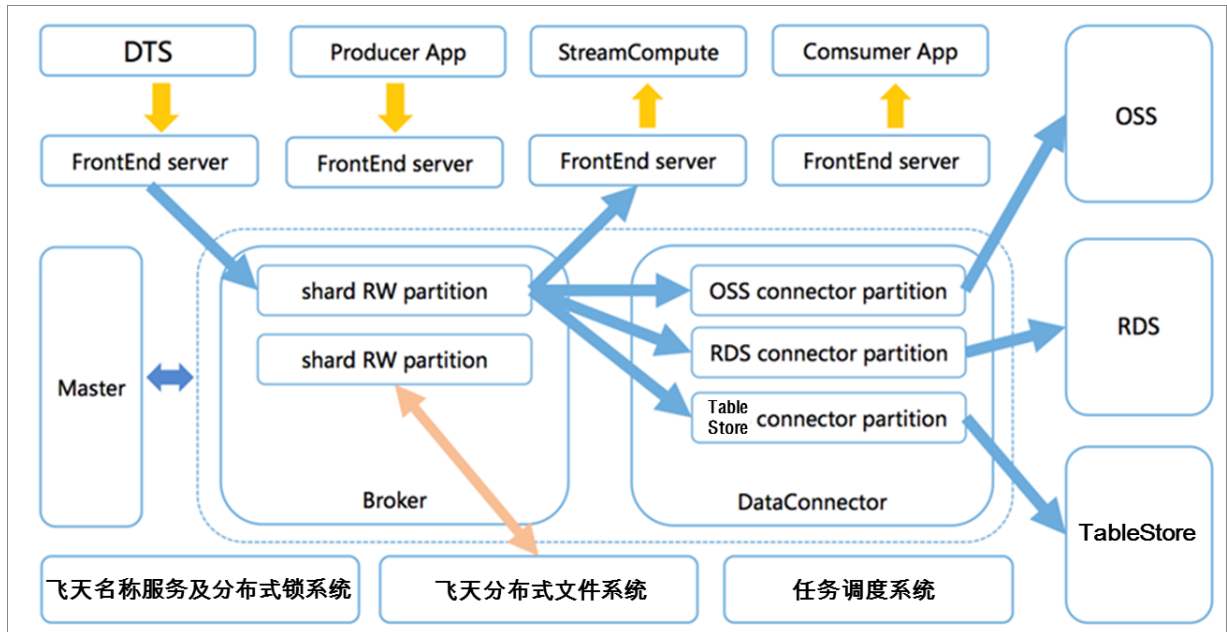 DTS
Producer App
StreamCompute
Comsumer App
OSS
FrontEnd server
FrontEnd server
FrontEnd server
FrontEnd server
shard RW partition
OSS connector partition
RDS
shard RW partition
RDS connector partition
Master
Table
Store
connector partition
Broker
DataConnector
TableStore
飞天名称服务及分布式锁系统
飞天分布式文件系统
任务调度系统